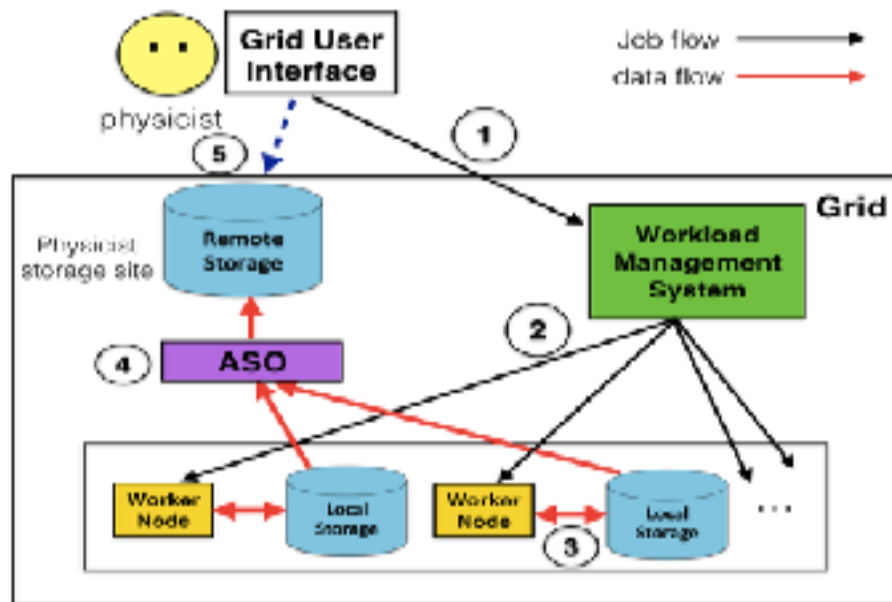 Grid User
Interface
physicist
Job flow
data flow
1
5
Grid
Physicist
storage site
Remote
Storage
Workload
Management
System
2
4
ASO
Worker
Node
Local
Storage
Worker
Node
3
Local
Storage
...